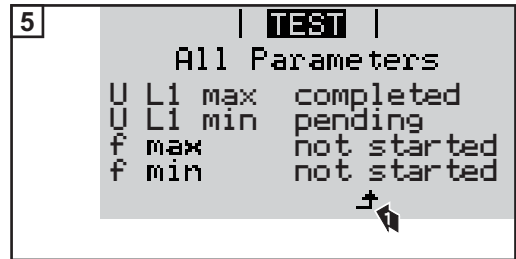 5
TEST
All Parameters
U L1 max completed
U L1 min pending
f max not started
f min not started
1